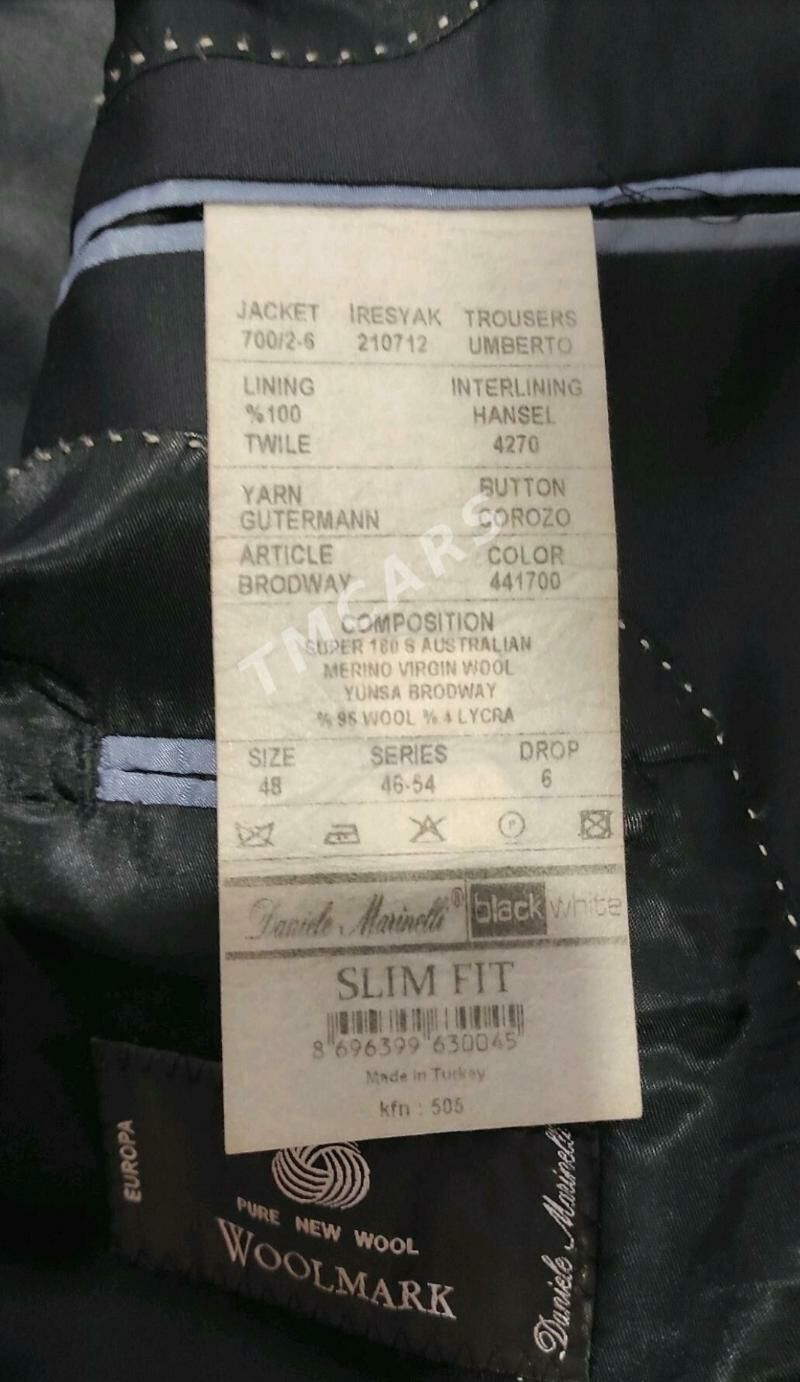 JACKET IRESYAK TROUSERS
700/2-6 210712 UMBERTO
LINING INTERLINING
%100 HANSEL
TWILE 4270
YARN BUTTON
GUTERMANN COROZO
ARTICLE COLOR
BRODWAY 441700
COMPOSITION
SUPER 180 S AUSTRALIAN
MERINO VIRGIN WOOL
YUNSA BRODWAY
% 96 WOOL % 4 LYCRA
SIZE SERIES DROP
48 46-54 6
P
Daniele Marinelli® black white
SLIM FIT
8 696399 630045
Made in Turkey
kfn : 505
EUROPA
PURE NEW WOOL
WOOLMARK
Daniele Marinelli
TMCARS